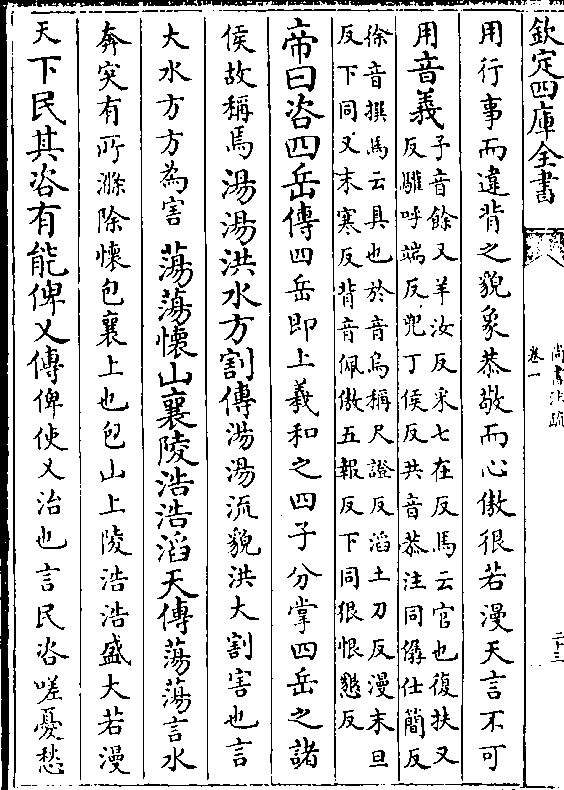 欽定四庫全書
尚書注疏
卷一
二十三
用行事而違背之貌象恭敬而心傲很若漫天言不可
用音義
子音餘又羊汝反采七在反馬云官也復扶又
反驩呼端反兜丁侯反共音恭注同僝仕簡反
徐音撰馬云具也於音烏稱尺證反滔土刀反漫末旦
反下同又末寒反背音佩傲五報反下同很恨懇反
帝曰咨四岳傳四岳即上羲和之四子分掌四岳之諸
侯故稱焉湯湯洪水方割傳湯湯流貌洪大割害也言
大水方方為害 蕩蕩懷山襄陵浩浩滔天傳蕩蕩言水
奔突有所滌除懷包襄上也包山上陵浩浩盛大若漫
天下民其咨有能俾乂傳俾使乂治也言民咨嗟憂愁